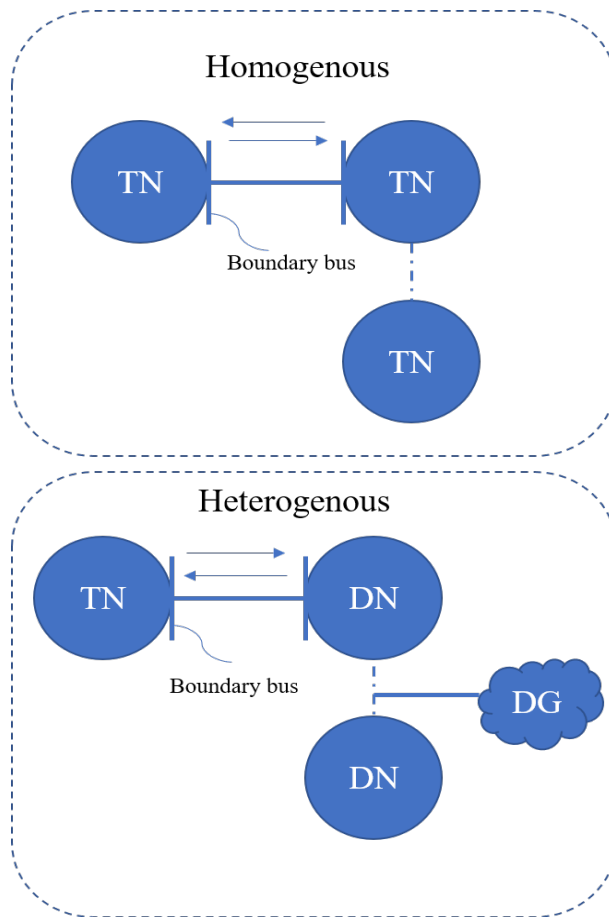 Homogenous
TN
TN
Boundary bus
TN
Heterogenous
TN
DN
Boundary bus
DG
DN